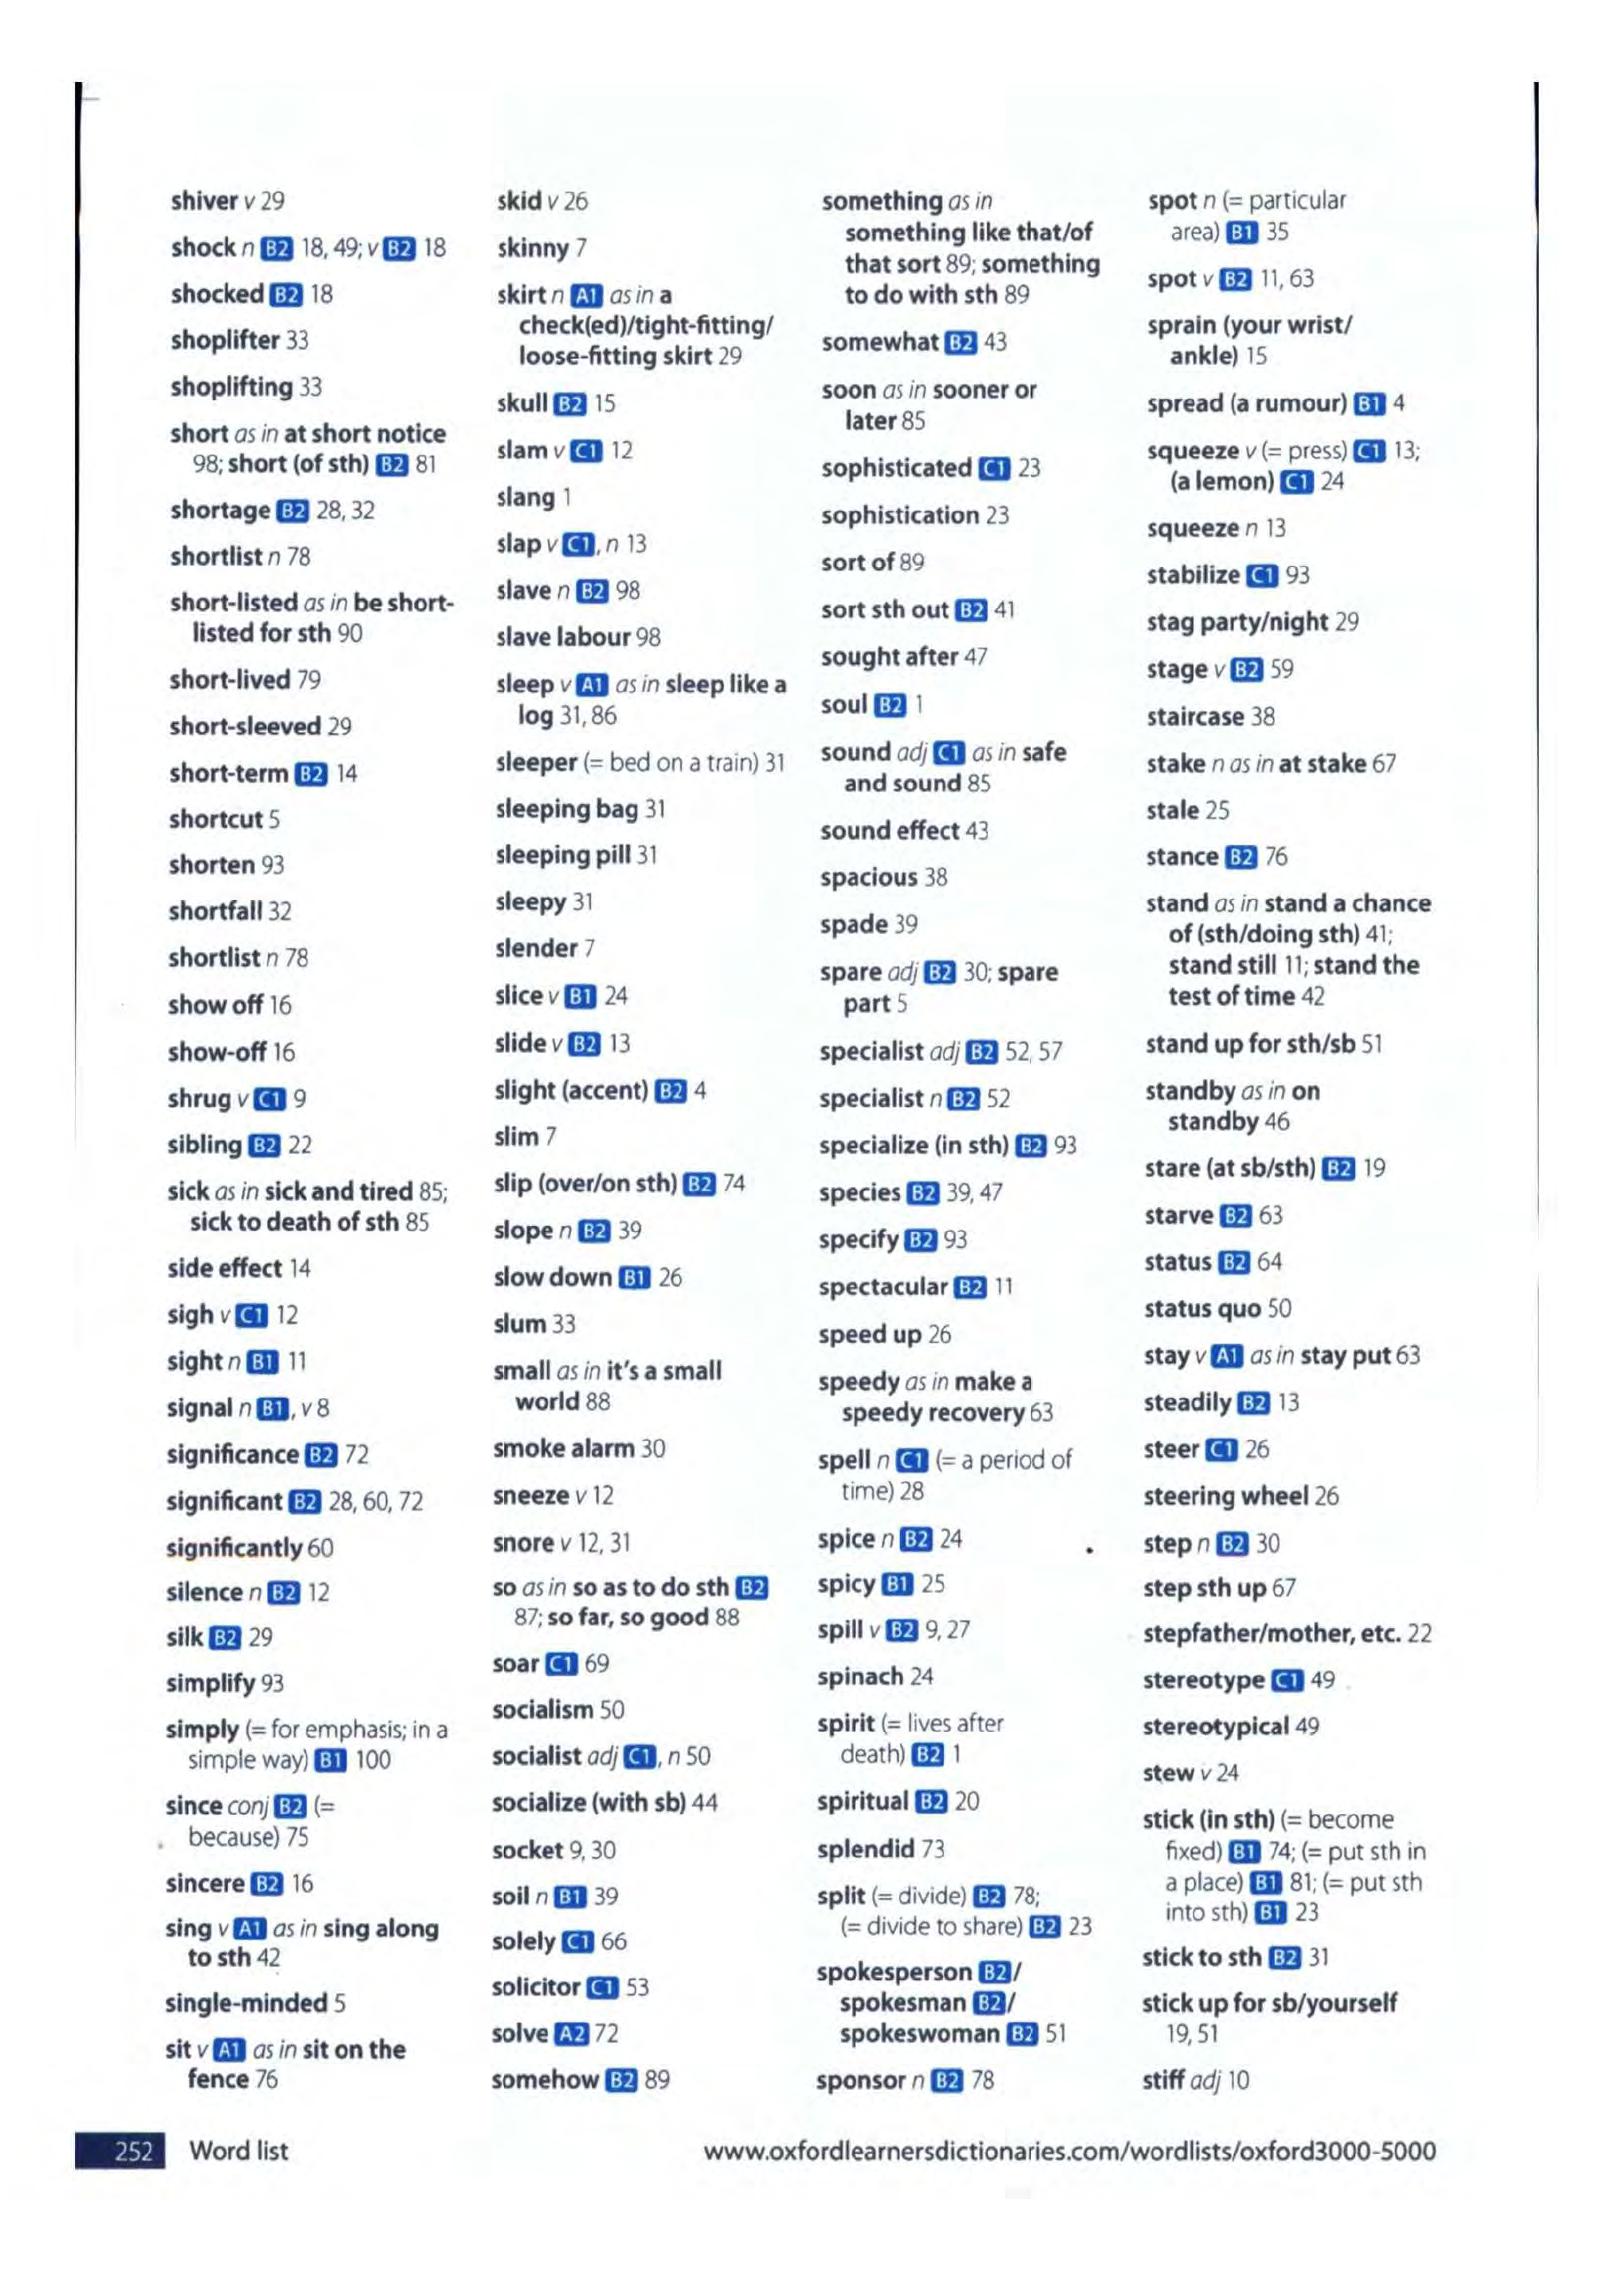 shiver v 29
shock n B2 18, 49; v B2 18
shocked B2 18
shoplifter 33
shoplifting 33
short as in at short notice
98; short (of sth) B2 81
shortage B2 28, 32
shortlist n 78
short-listed as in be short-
listed for sth 90
short-lived 79
short-sleeved 29
short-term B2 14
shortcut 5
shorten 93
shortfall 32
shortlist n 78
show off 16
show-off 16
shrug v C1 9
sibling B2 22
sick as in sick and tired 85;
sick to death of sth 85
side effect 14
sigh v C1 12
sight n B1 11
signal n B1, v 8
significance B2 72
significant B2 28, 60, 72
significantly 60
silence n B2 12
silk B2 29
simplify 93
simply (= for emphasis; in a
simple way) B1 100
since conj B2 (=
because) 75
sincere B2 16
sing v A1 as in sing along
to sth 42
single-minded 5
sit v A1 as in sit on the
fence 76
skid v 26
skinny 7
skirt n A1 as in a
check(ed)/tight-fitting/
loose-fitting skirt 29
skull B2 15
slam v C1 12
slang 1
slap v C1, n 13
slave n B2 98
slave labour 98
sleep v A1 as in sleep like a
log 31, 86
sleeper (= bed on a train) 31
sleeping bag 31
sleeping pill 31
sleepy 31
slender 7
slice v B1 24
slide v B2 13
slight (accent) B2 4
slim 7
slip (over/on sth) B2 74
slope n B2 39
slow down B1 26
slum 33
small as in it's a small
world 88
smoke alarm 30
sneeze v 12
snore v 12, 31
so as in so as to do sth B2
87; so far, so good 88
soar C1 69
socialism 50
socialist adj C1, n 50
socialize (with sb) 44
socket 9, 30
soil n B1 39
solely C1 66
solicitor C1 53
solve A2 72
somehow B2 89
something as in
something like that/of
that sort 89; something
to do with sth 89
somewhat B2 43
soon as in sooner or
later 85
sophisticated C1 23
sophistication 23
sort of 89
sort sth out B2 41
sought after 47
soul B2 1
sound adj C1 as in safe
and sound 85
sound effect 43
spacious 38
spade 39
spare adj B2 30; spare
part 5
specialist adj B2 52, 57
specialist n B2 52
specialize (in sth) B2 93
species B2 39, 47
specify B2 93
spectacular B2 11
speed up 26
speedy as in make a
speedy recovery 63
spell n C1 (= a period of
time) 28
spice n B2 24
spicy B1 25
spill v B2 9, 27
spinach 24
spirit (= lives after
death) B2 1
spiritual B2 20
splendid 73
split (= divide) B2 78;
(= divide to share) B2 23
spokesperson B2/
spokesman B2/
spokeswoman B2 51
sponsor n B2 78
spot n (= particular
area) B1 35
spot v B2 11, 63
sprain (your wrist/
ankle) 15
spread (a rumour) B1 4
squeeze v (= press) C1 13;
(a lemon) C1 24
squeeze n 13
stabilize C1 93
stag party/night 29
stage v B2 59
staircase 38
stake n as in at stake 67
stale 25
stance B2 76
stand as in stand a chance
of (sth/doing sth) 41;
stand still 11; stand the
test of time 42
stand up for sth/sb 51
standby as in on
standby 46
stare (at sb/sth) B2 19
starve B2 63
status B2 64
status quo 50
stay v A1 as in stay put 63
steadily B2 13
steer C1 26
steering wheel 26
step n B2 30
step sth up 67
stepfather/mother, etc. 22
stereotype C1 49
stereotypical 49
stew v 24
stick (in sth) (= become
fixed) B1 74; (= put sth in
a place) B1 81; (= put sth
into sth) B1 23
stick to sth B2 31
stick up for sb/yourself
19, 51
stiff adj 10
252 Word list
www.oxfordlearnersdictionaries.com/wordlists/oxford3000-5000